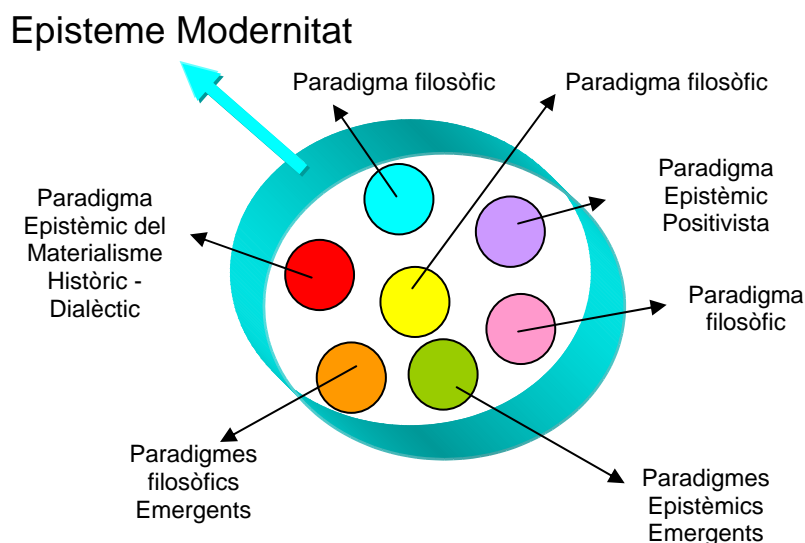 Episteme Modernitat
Paradigma filosòfic
Paradigma filosòfic
Paradigma
Epistèmic
Positivista
Paradigma
Epistèmic del
Materialisme
Històric -
Dialèctic
Paradigma
filosòfic
Paradigmes
filosòfics
Emergents
Paradigmes
Epistèmics
Emergents